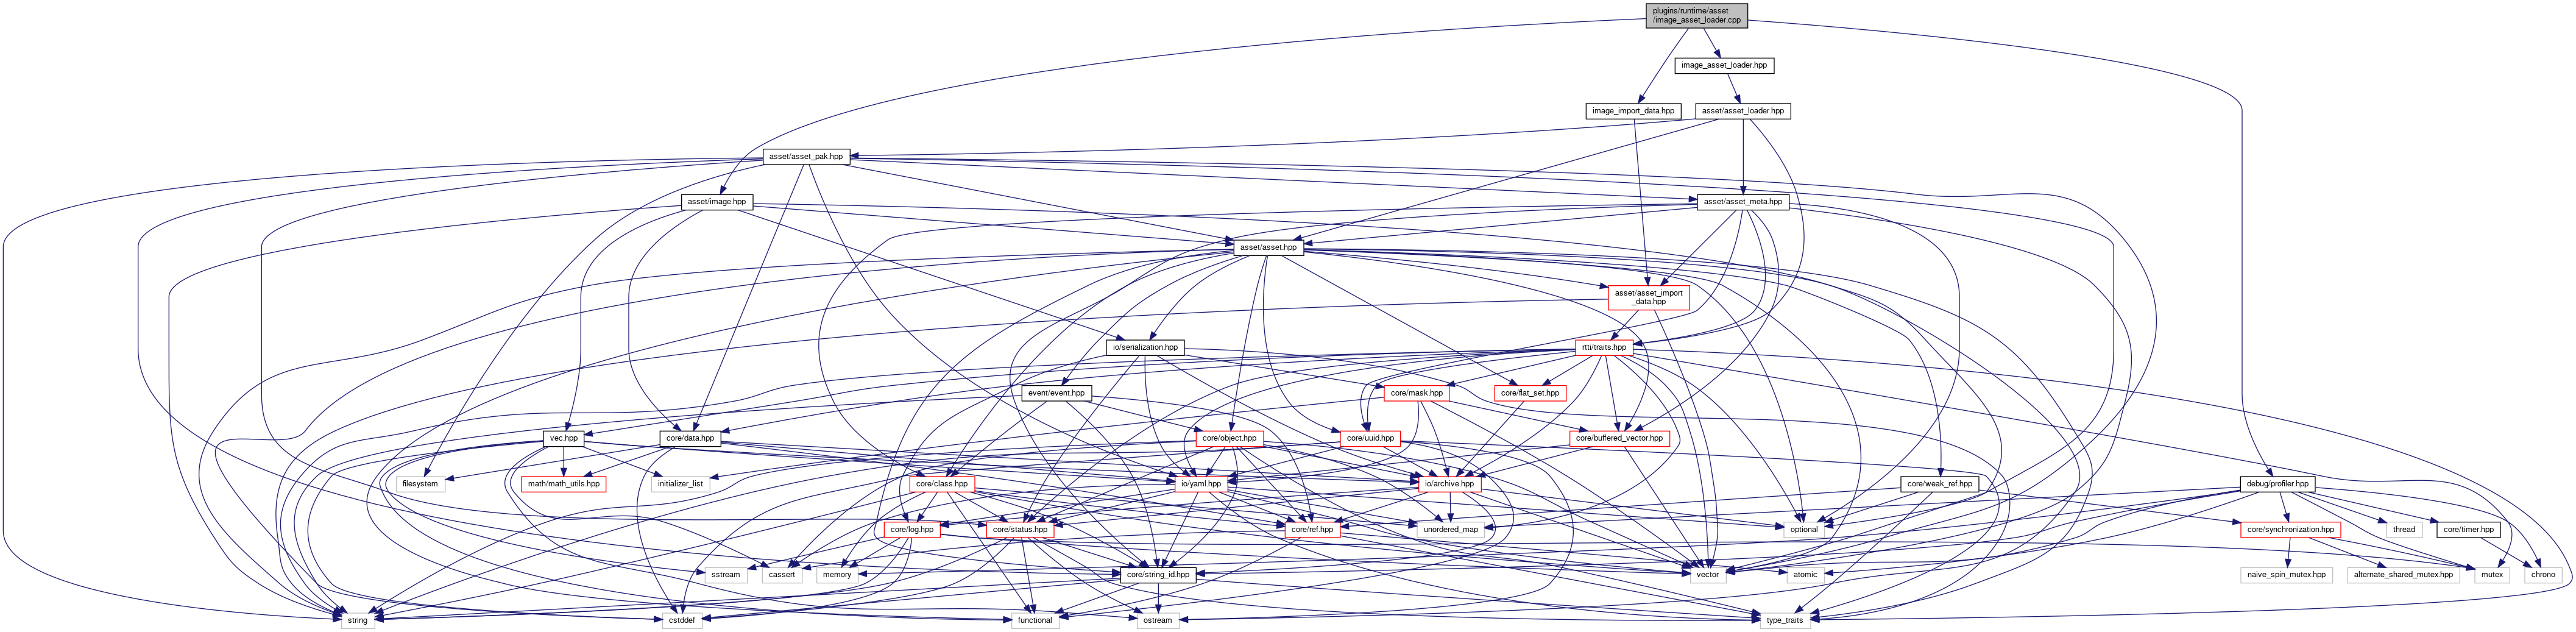 plugins/runtime/asset
/image_asset_loader.cpp
image_asset_loader.hpp
image_import_data.hpp
asset/asset_loader.hpp
asset/asset_pak.hpp
asset/image.hpp
asset/asset_meta.hpp
asset/asset.hpp
asset/asset_import
_data.hpp
io/serialization.hpp
rtti/traits.hpp
event/event.hpp
core/mask.hpp
core/flat_set.hpp
vec.hpp
core/data.hpp
core/object.hpp
core/uuid.hpp
core/buffered_vector.hpp
filesystem
math/math_utils.hpp
initializer_list
core/class.hpp
io/yaml.hpp
io/archive.hpp
core/weak_ref.hpp
debug/profiler.hpp
core/log.hpp
core/status.hpp
core/ref.hpp
unordered_map
optional
core/synchronization.hpp
thread
core/timer.hpp
sstream
cassert
memory
core/string_id.hpp
vector
atomic
naive_spin_mutex.hpp
alternate_shared_mutex.hpp
mutex
chrono
string
cstddef
functional
ostream
type_traits